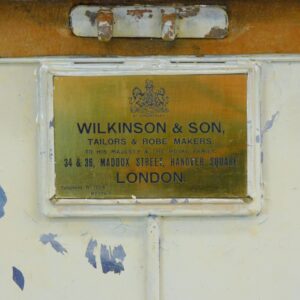 WILKINSON & SON,
TAILORS & ROBE MAKERS,
TO HIS MAJESTY & THE ROYAL FAMILY,
34 & 36, MADDOX STREET, HANOVER SQUARE
LONDON.